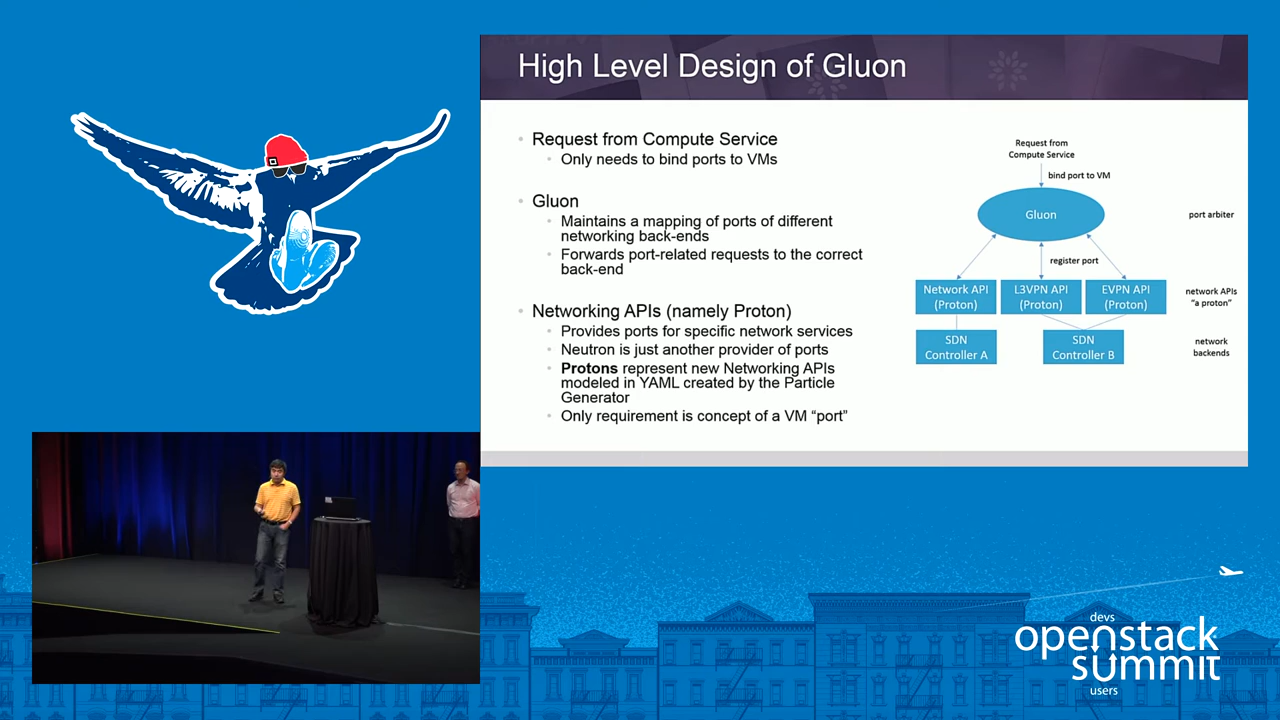 High Level Design of Gluon
Request from Compute Service
Only needs to bind ports to VMs
Gluon
Maintains a mapping of ports of different
networking back-ends
Forwards port-related requests to the correct
back-end
Networking APIs (namely Proton)
Provides ports for specific network services
Neutron is just another provider of ports
Protons represent new Networking APIs
modeled in YAML created by the Particle
Generator
Only requirement is concept of a VM “port”
Request from
Compute Service
bind port to VM
Gluon
port arbiter
register port
Network API
(Proton)
L3VPN API
(Proton)
EVPN API
(Proton)
network APIs
“a proton”
SDN
Controller A
SDN
Controller B
network
backends
devs
openstack
summit
users